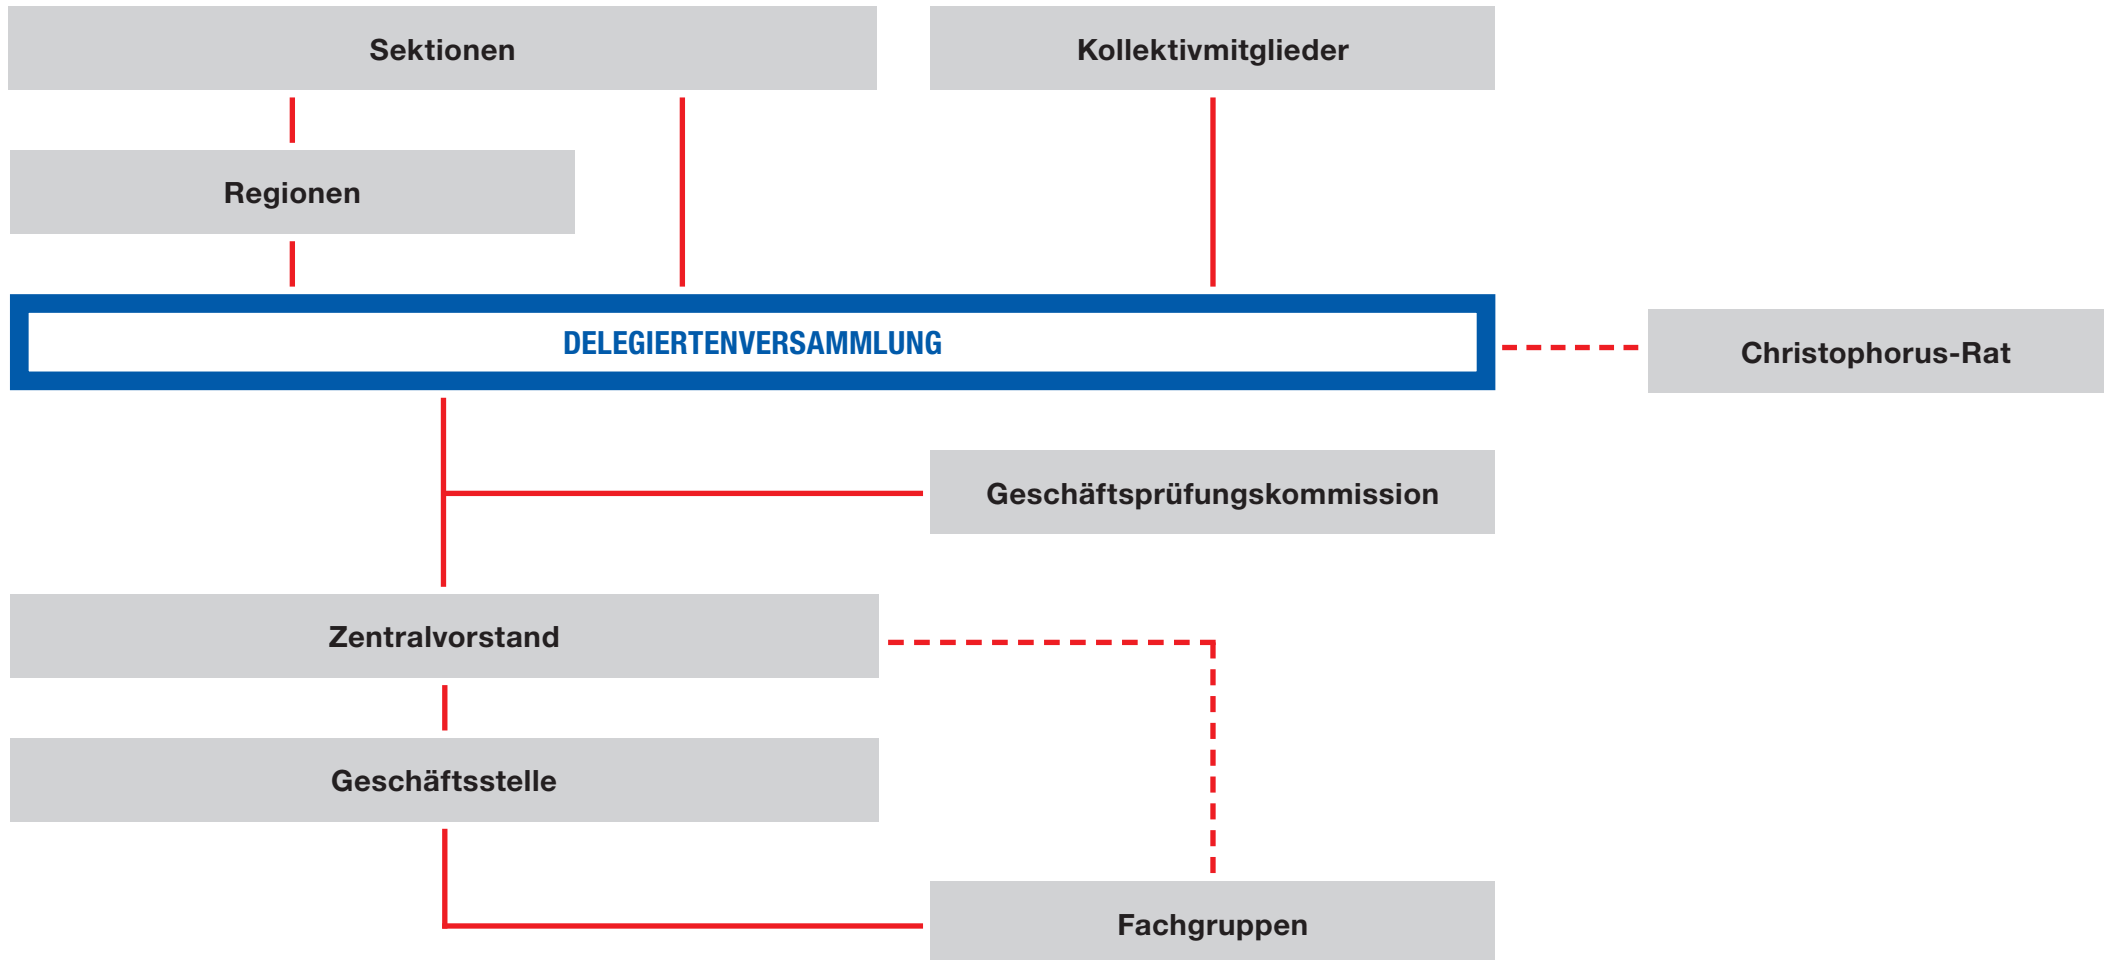 Sektionen
Kollektivmitglieder
Regionen
DELEGIERTENVERSAMMLUNG
Christophorus-Rat
Geschäftsprüfungskommission
Zentralvorstand
Geschäftsstelle
Fachgruppen